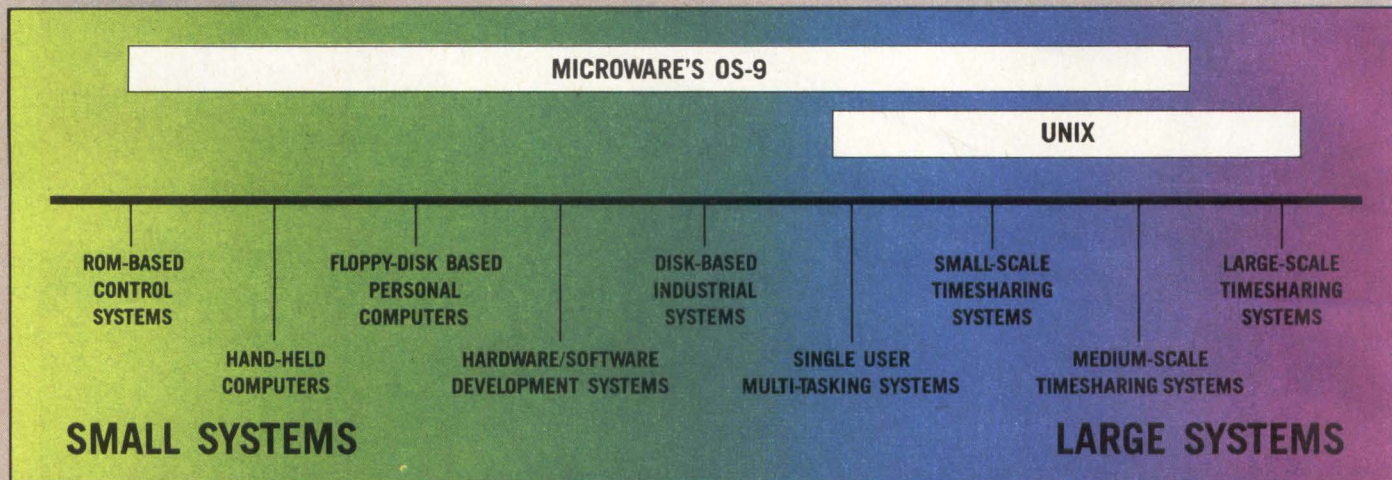 MICROWARE'S OS-9
UNIX
ROM-BASED
CONTROL
SYSTEMS
HAND-HELD
COMPUTERS
FLOPPY-DISK BASED
PERSONAL
COMPUTERS
HARDWARE/SOFTWARE
DEVELOPMENT SYSTEMS
DISK-BASED
INDUSTRIAL
SYSTEMS
SINGLE USER
MULTI-TASKING SYSTEMS
SMALL-SCALE
TIMESHARING
SYSTEMS
MEDIUM-SCALE
TIMESHARING SYSTEMS
LARGE-SCALE
TIMESHARING
SYSTEMS
SMALL SYSTEMS
LARGE SYSTEMS